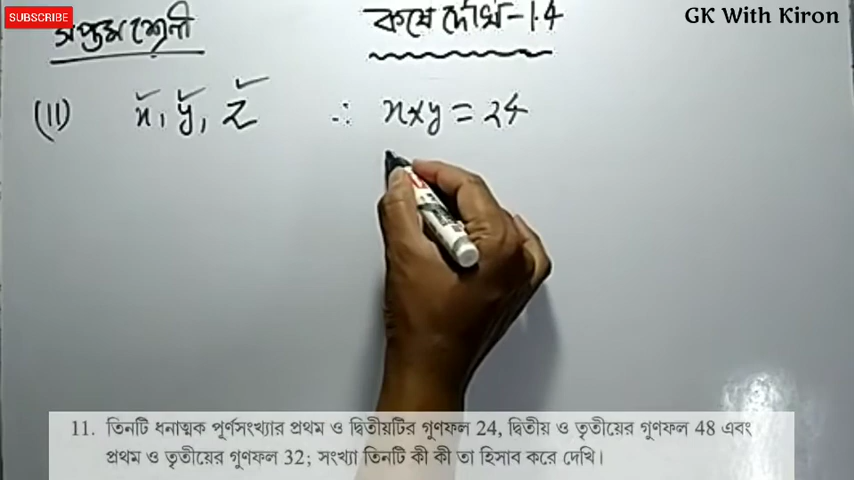 SUBSCRIBE
সপ্তম শ্রেণী
কষে দেখি-1.4
GK With Kiron
(11) x, y, z ∴ x×y = 24
11. তিনটি ধনাত্মক পূর্ণসংখ্যার প্রথম ও দ্বিতীয়টির গুণফল 24, দ্বিতীয় ও তৃতীয়ের গুণফল 48 এবং
প্রথম ও তৃতীয়ের গুণফল 32; সংখ্যা তিনটি কী কী তা হিসাব করে দেখি।